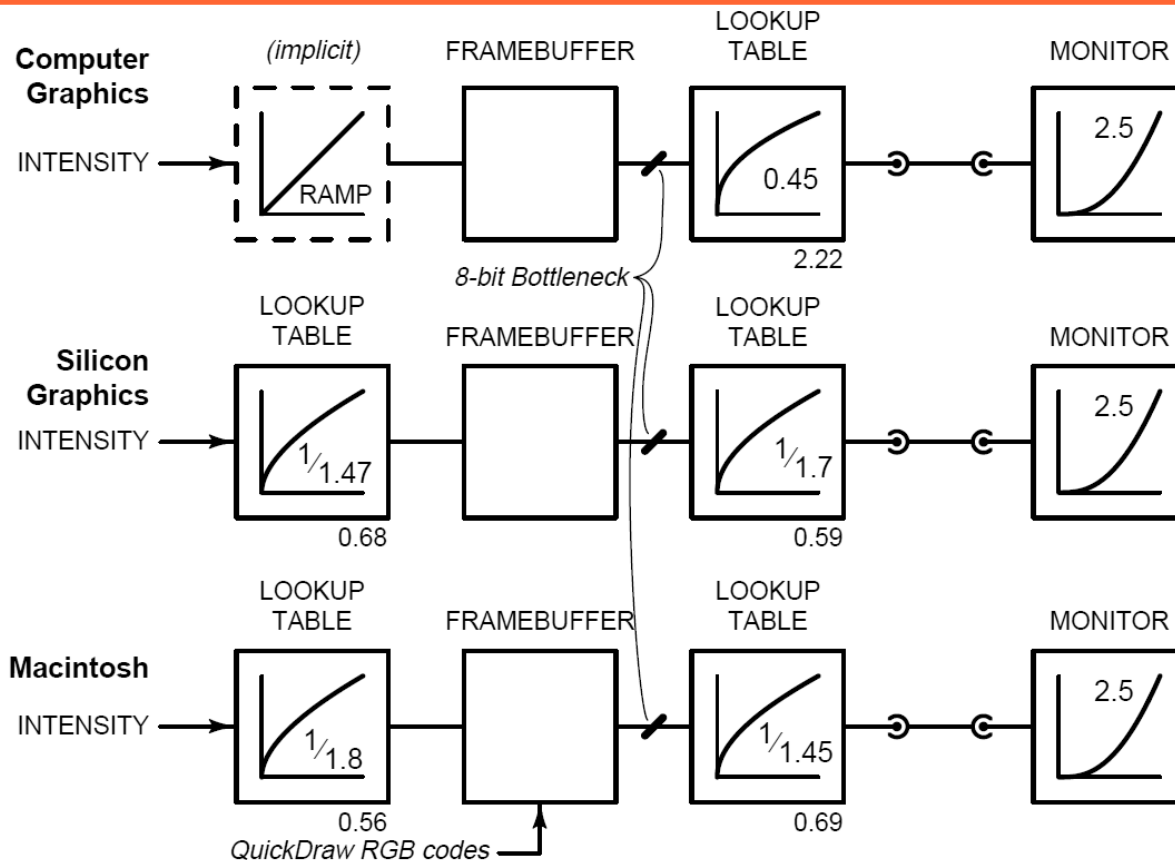 Computer
Graphics
(implicit)
FRAMEBUFFER
LOOKUP
TABLE
MONITOR
INTENSITY
RAMP
0.45
2.5
2.22
8-bit Bottleneck
Silicon
Graphics
LOOKUP
TABLE
FRAMEBUFFER
LOOKUP
TABLE
MONITOR
INTENSITY
1/1.47
1/1.7
2.5
0.68
0.59
Macintosh
LOOKUP
TABLE
FRAMEBUFFER
LOOKUP
TABLE
MONITOR
INTENSITY
1/1.8
1/1.45
2.5
0.56
0.69
QuickDraw RGB codes